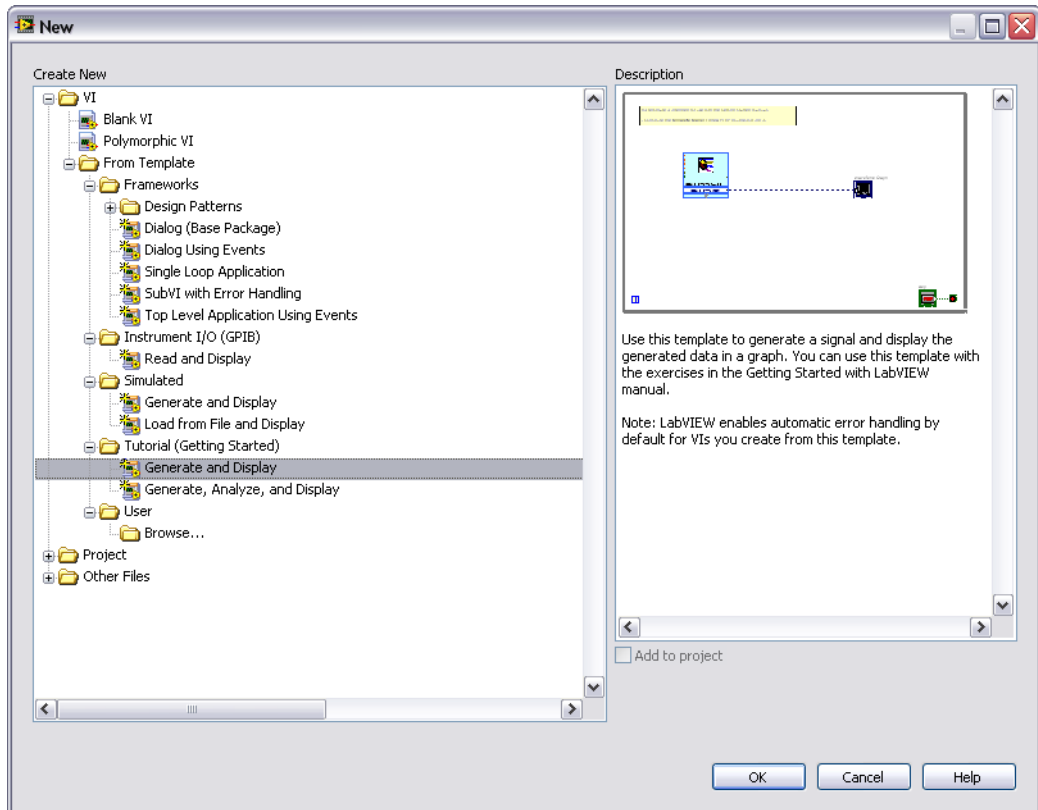 New
Create New
VI
Blank VI
Polymorphic VI
From Template
Frameworks
Design Patterns
Dialog (Base Package)
Dialog Using Events
Single Loop Application
SubVI with Error Handling
Top Level Application Using Events
Instrument I/O (GPIB)
Read and Display
Simulated
Generate and Display
Load from File and Display
Tutorial (Getting Started)
Generate and Display
Generate, Analyze, and Display
User
Browse...
Project
Other Files
Description
Use this template to generate a signal and display the
generated data in a graph. You can use this template with
the exercises in the Getting Started with LabVIEW
manual.
Note: LabVIEW enables automatic error handling by
default for VIs you create from this template.
Add to project
OK
Cancel
Help